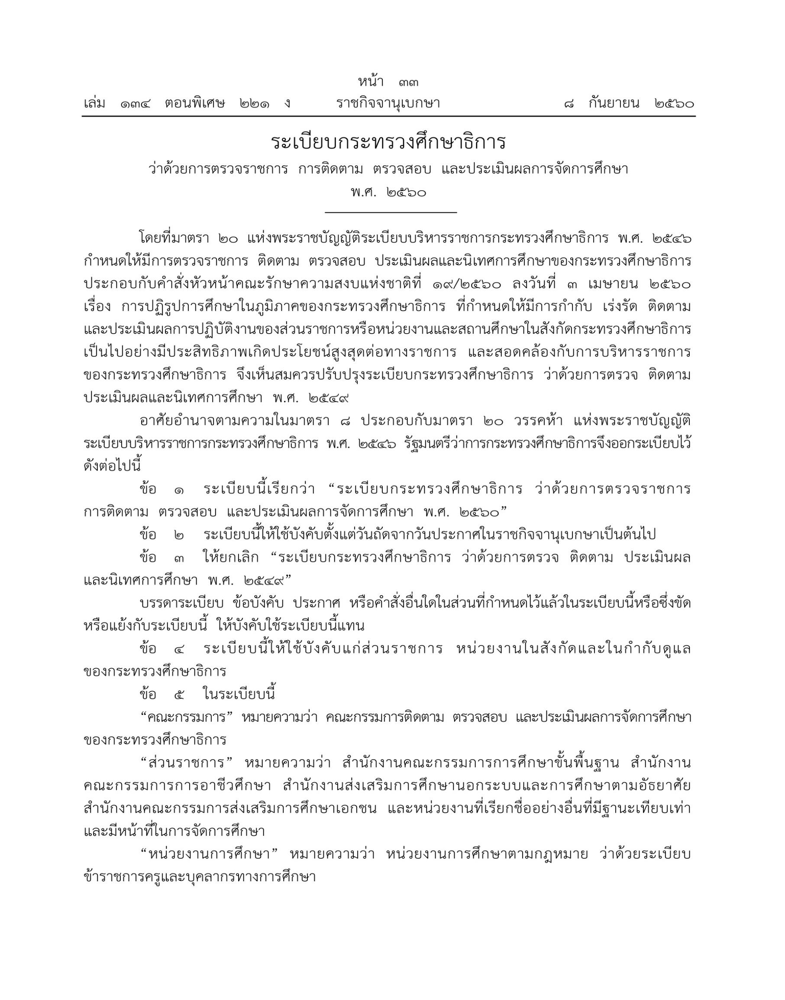 หน้า ๓๓
เล่ม ๑๓๔ ตอนพิเศษ ๒๒๑ ง ราชกิจจานุเบกษา ๘ กันยายน ๒๕๖๐
ระเบียบกระทรวงศึกษาธิการ
ว่าด้วยการตรวจราชการ การติดตาม ตรวจสอบ และประเมินผลการจัดการศึกษา
พ.ศ. ๒๕๖๐
โดยที่มาตรา ๒๐ แห่งพระราชบัญญัติระเบียบบริหารราชการกระทรวงศึกษาธิการ พ.ศ. ๒๕๔๖
กำหนดให้มีการตรวจราชการ ติดตาม ตรวจสอบ ประเมินผลและนิเทศการศึกษาของกระทรวงศึกษาธิการ
ประกอบกับคำสั่งหัวหน้าคณะรักษาความสงบแห่งชาติที่ ๑๙/๒๕๖๐ ลงวันที่ ๓ เมษายน ๒๕๖๐
เรื่อง การปฏิรูปการศึกษาในภูมิภาคของกระทรวงศึกษาธิการ ที่กำหนดให้มีการกำกับ เร่งรัด ติดตาม
และประเมินผลการปฏิบัติงานของส่วนราชการหรือหน่วยงานและสถานศึกษาในสังกัดกระทรวงศึกษาธิการ
เป็นไปอย่างมีประสิทธิภาพเกิดประโยชน์สูงสุดต่อทางราชการ และสอดคล้องกับการบริหารราชการ
ของกระทรวงศึกษาธิการ จึงเห็นสมควรปรับปรุงระเบียบกระทรวงศึกษาธิการ ว่าด้วยการตรวจ ติดตาม
ประเมินผลและนิเทศการศึกษา พ.ศ. ๒๕๔๙
อาศัยอำนาจตามความในมาตรา ๘ ประกอบกับมาตรา ๒๐ วรรคห้า แห่งพระราชบัญญัติ
ระเบียบบริหารราชการกระทรวงศึกษาธิการ พ.ศ. ๒๕๔๖ รัฐมนตรีว่าการกระทรวงศึกษาธิการจึงออกระเบียบไว้
ดังต่อไปนี้
ข้อ ๑ ระเบียบนี้เรียกว่า “ระเบียบกระทรวงศึกษาธิการ ว่าด้วยการตรวจราชการ
การติดตาม ตรวจสอบ และประเมินผลการจัดการศึกษา พ.ศ. ๒๕๖๐”
ข้อ ๒ ระเบียบนี้ให้ใช้บังคับตั้งแต่วันถัดจากวันประกาศในราชกิจจานุเบกษาเป็นต้นไป
ข้อ ๓ ให้ยกเลิก “ระเบียบกระทรวงศึกษาธิการ ว่าด้วยการตรวจ ติดตาม ประเมินผล
และนิเทศการศึกษา พ.ศ. ๒๕๔๙”
บรรดาระเบียบ ข้อบังคับ ประกาศ หรือคำสั่งอื่นใดในส่วนที่กำหนดไว้แล้วในระเบียบนี้หรือซึ่งขัด
หรือแย้งกับระเบียบนี้ ให้บังคับใช้ระเบียบนี้แทน
ข้อ ๔ ระเบียบนี้ให้ใช้บังคับแก่ส่วนราชการ หน่วยงานในสังกัดและในกำกับดูแล
ของกระทรวงศึกษาธิการ
ข้อ ๕ ในระเบียบนี้
“คณะกรรมการ” หมายความว่า คณะกรรมการติดตาม ตรวจสอบ และประเมินผลการจัดการศึกษา
ของกระทรวงศึกษาธิการ
“ส่วนราชการ” หมายความว่า สำนักงานคณะกรรมการการศึกษาขั้นพื้นฐาน สำนักงาน
คณะกรรมการการอาชีวศึกษา สำนักงานส่งเสริมการศึกษานอกระบบและการศึกษาตามอัธยาศัย
สำนักงานคณะกรรมการส่งเสริมการศึกษาเอกชน และหน่วยงานที่เรียกชื่ออย่างอื่นที่มีฐานะเทียบเท่า
และมีหน้าที่ในการจัดการศึกษา
“หน่วยงานการศึกษา” หมายความว่า หน่วยงานการศึกษาตามกฎหมาย ว่าด้วยระเบียบ
ข้าราชการครูและบุคลากรทางการศึกษา